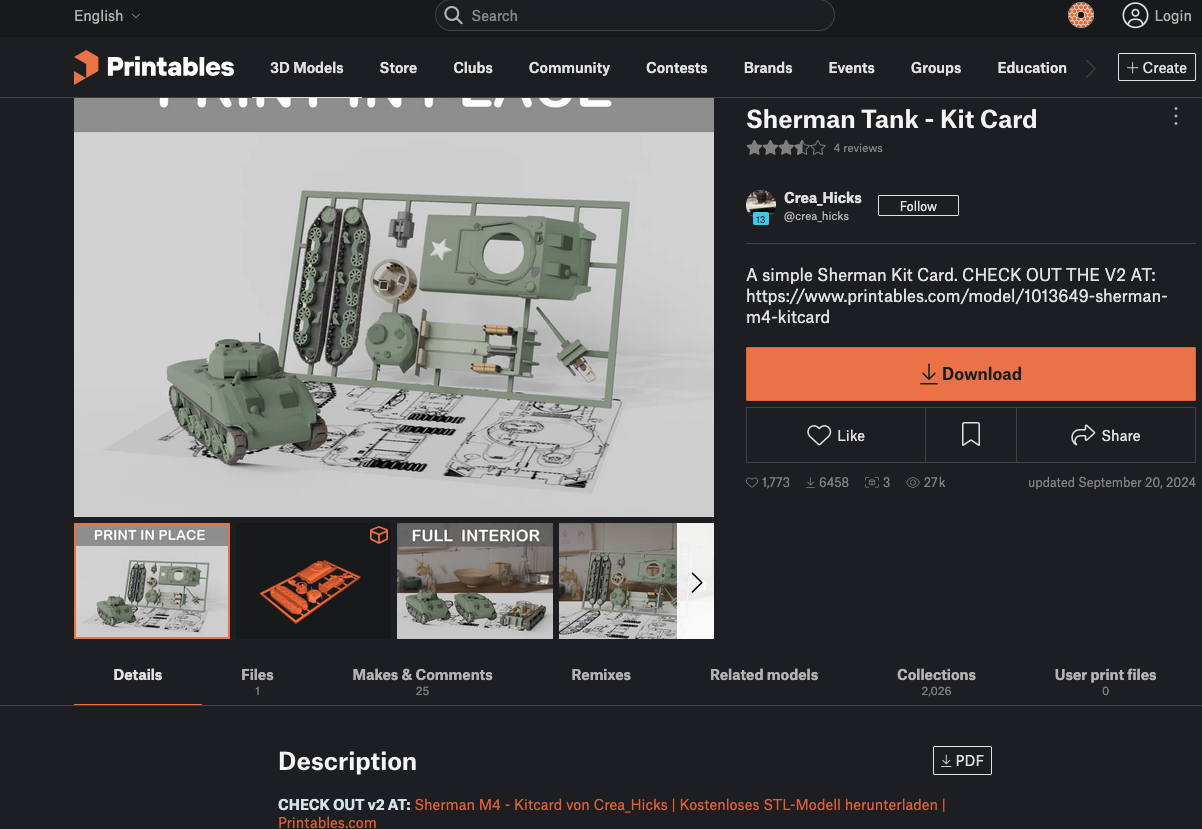 English
Search
Login
Printables
3D Models
Store
Clubs
Community
Contests
Brands
Events
Groups
Education
+ Create
PRINT IN PLACE
Sherman Tank - Kit Card
4 reviews
Crea_Hicks
@crea_hicks
13
Follow
A simple Sherman Kit Card. CHECK OUT THE V2 AT:
https://www.printables.com/model/1013649-sherman-
m4-kitcard
Download
Like
Share
1,773
6458
3
27k
updated September 20, 2024
PRINT IN PLACE
FULL INTERIOR
Details
Files
1
Makes & Comments
25
Remixes
Related models
Collections
2,026
User print files
0
Description
PDF
CHECK OUT v2 AT: Sherman M4 - Kitcard von Crea_Hicks | Kostenloses STL-Modell herunterladen |
Printables.com